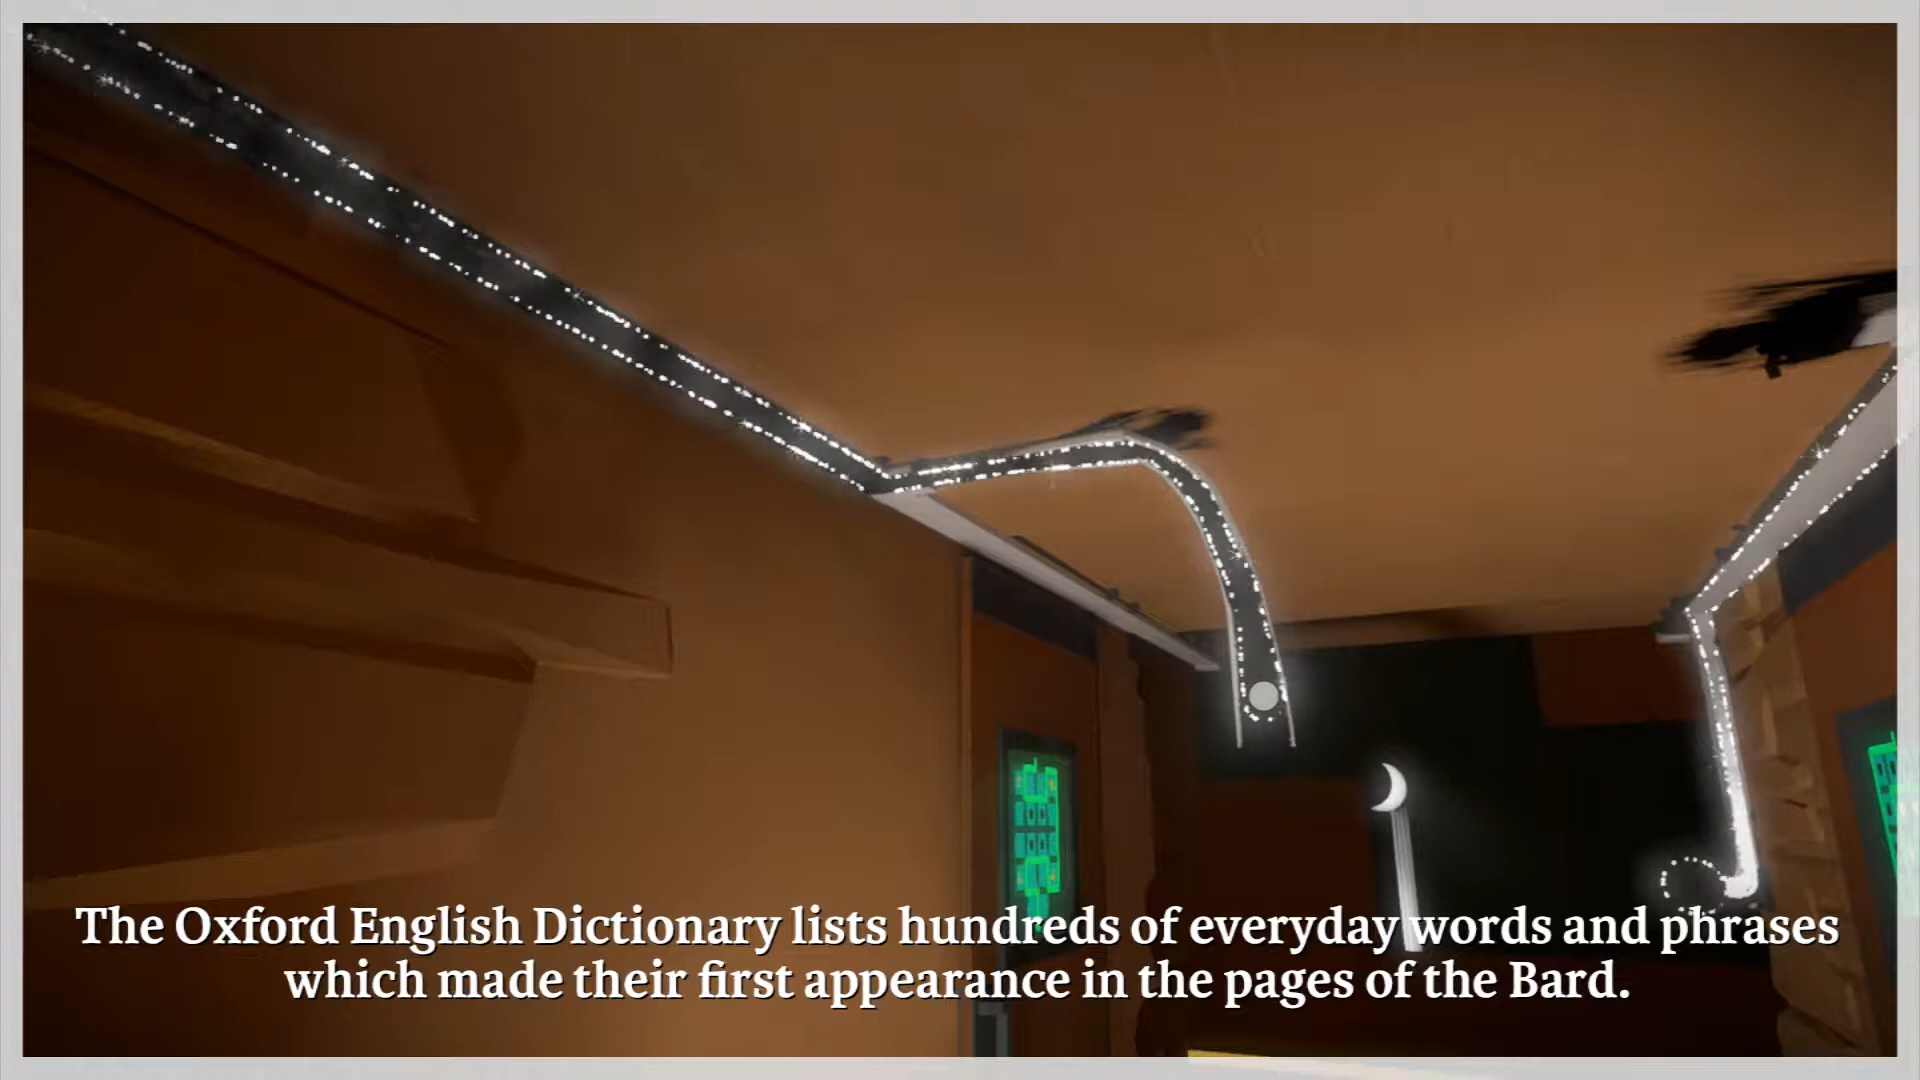 The Oxford English Dictionary lists hundreds of everyday words and phrases
which made their first appearance in the pages of the Bard.